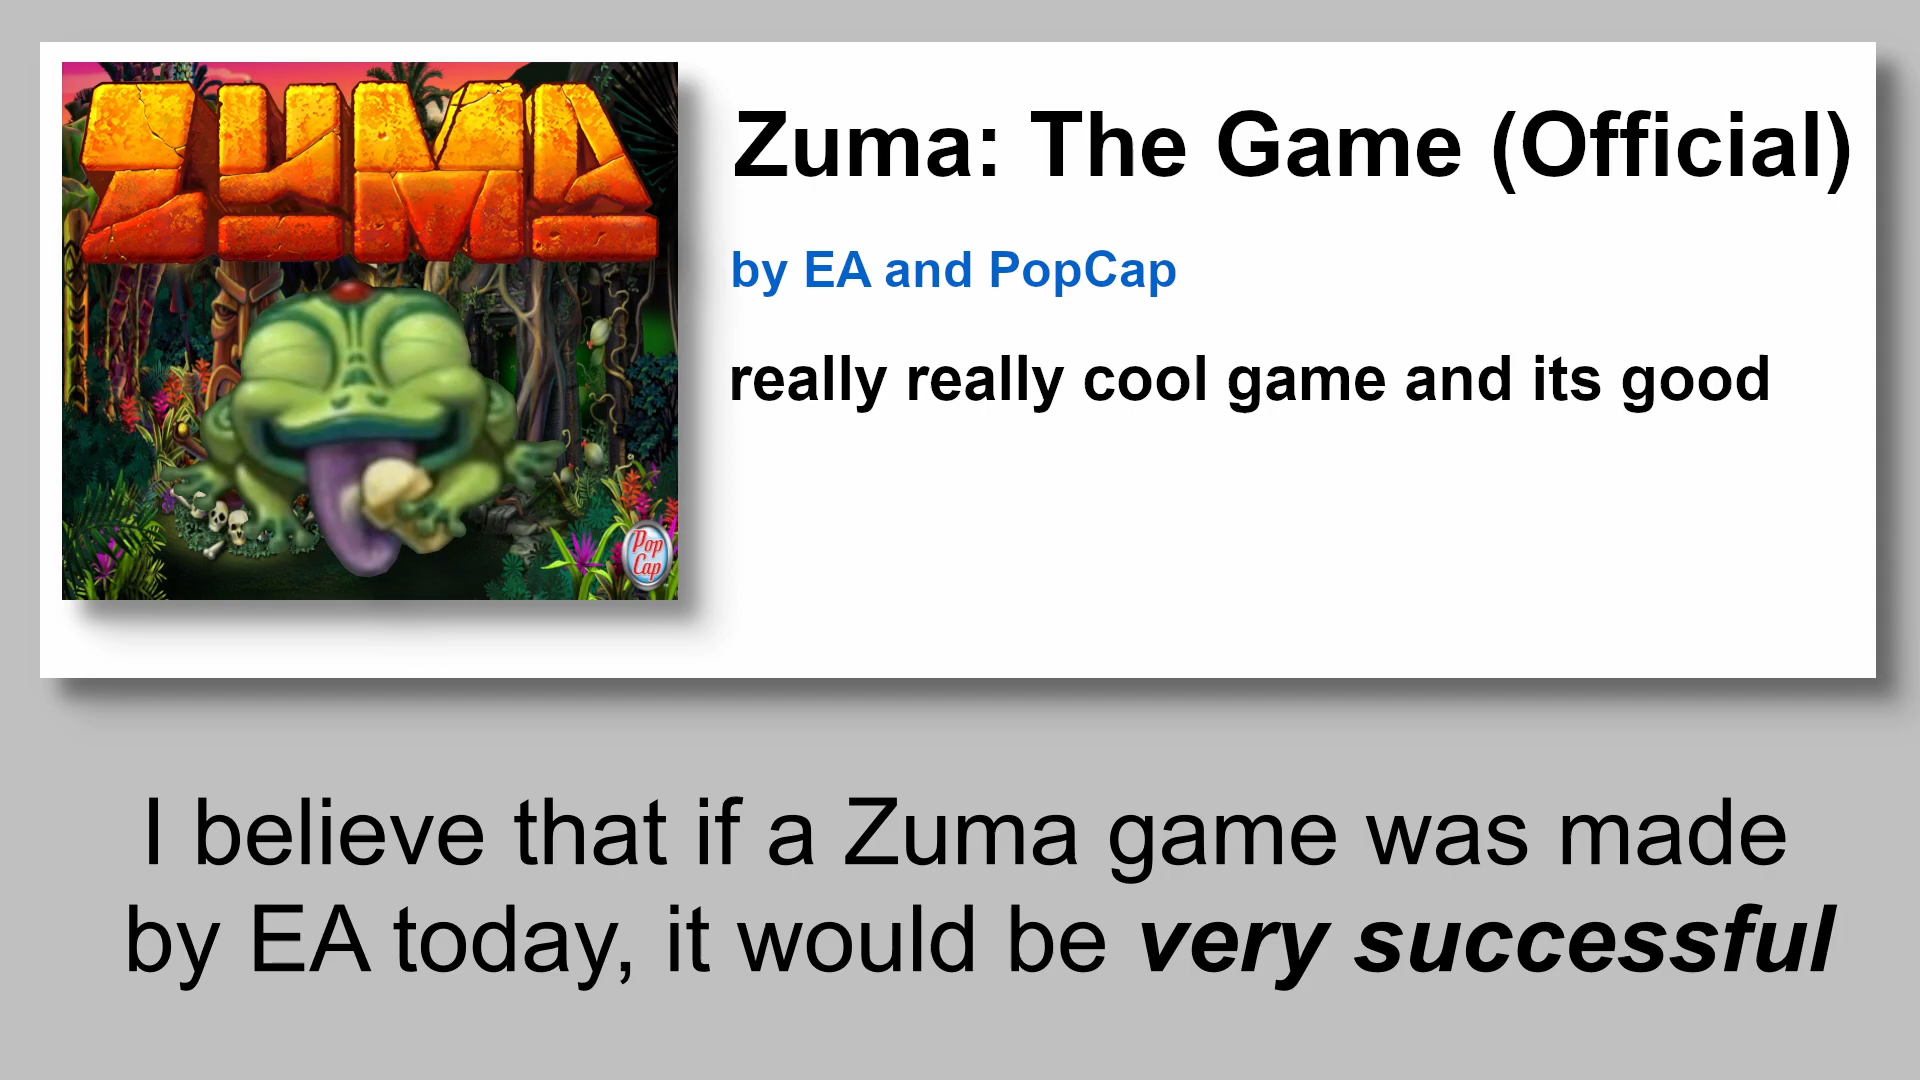 ZUMA
Zuma: The Game (Official)
by EA and PopCap
really really cool game and its good
Pop
Cap
I believe that if a Zuma game was made
by EA today, it would be very successful